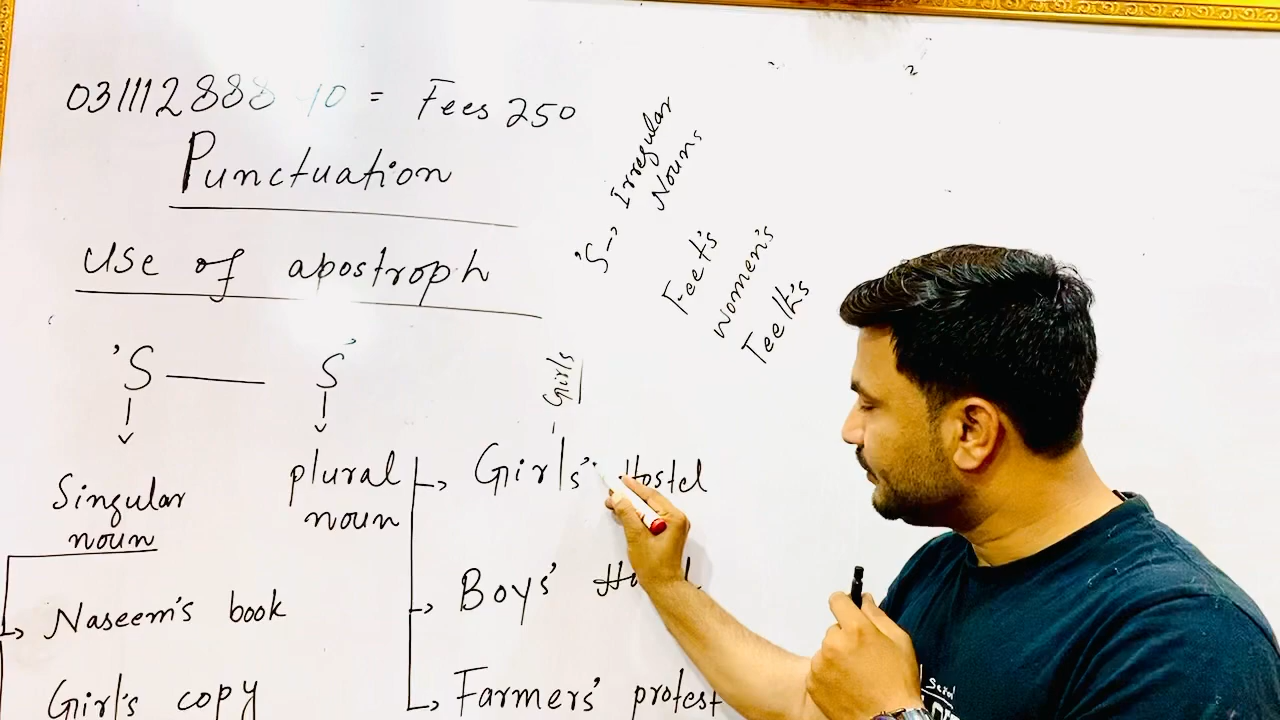 03111288840 = Fees 250
Punctuation
Use of apostroph
'S — S'
Singular noun
Naseem's book
Girl's copy
plural noun
Girls
Girls' Hostel
Boys'
Farmers' protest
'S → Irregular
Nouns
Feet's
Women's
Teeth's